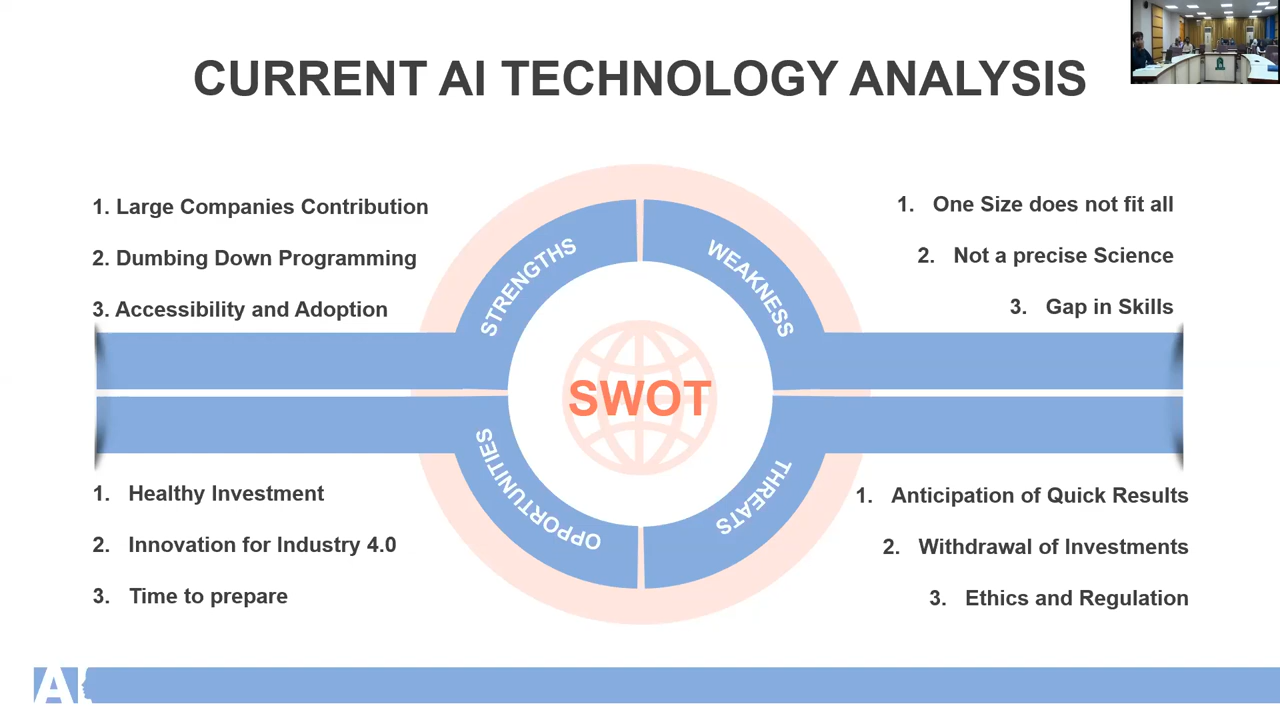 CURRENT AI TECHNOLOGY ANALYSIS
1. Large Companies Contribution
2. Dumbing Down Programming
3. Accessibility and Adoption
1. One Size does not fit all
2. Not a precise Science
3. Gap in Skills
STRENGTHS
WEAKNESS
SWOT
OPPORTUNITIES
THREATS
1. Healthy Investment
2. Innovation for Industry 4.0
3. Time to prepare
1. Anticipation of Quick Results
2. Withdrawal of Investments
3. Ethics and Regulation
AI